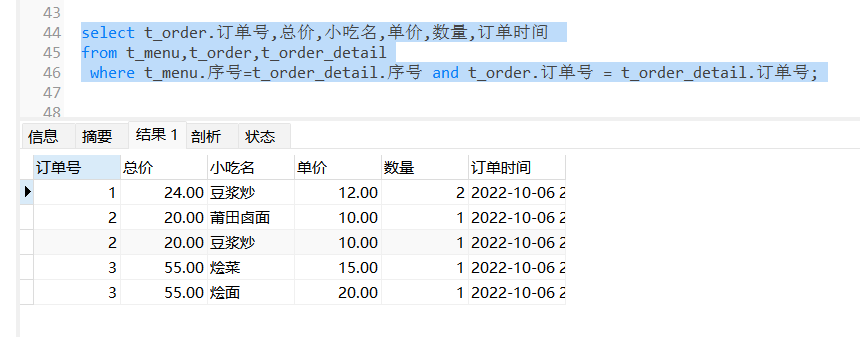 43
44 select t_order.订单号,总价,小吃名,单价,数量,订单时间
45 from t_menu,t_order,t_order_detail
46 where t_menu.序号=t_order_detail.序号 and t_order.订单号 = t_order_detail.订单号;
47
48
信息 摘要 结果 1 剖析 状态
订单号 总价 小吃名 单价 数量 订单时间
1 24.00 豆浆炒 12.00 2 2022-10-06 2
2 20.00 莆田卤面 10.00 1 2022-10-06 2
2 20.00 豆浆炒 10.00 1 2022-10-06 2
3 55.00 烩菜 15.00 1 2022-10-06 2
3 55.00 烩面 20.00 1 2022-10-06 2